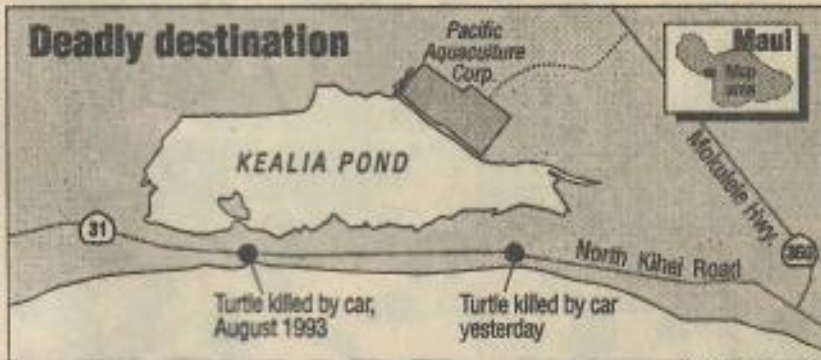 Deadly destination
Pacific
Aquaculture
Corp.
Maui
Map
area
KEALIA POND
Mokulele Hwy.
31
North Kihei Road
Turtle killed by car,
August 1993
Turtle killed by car
yesterday